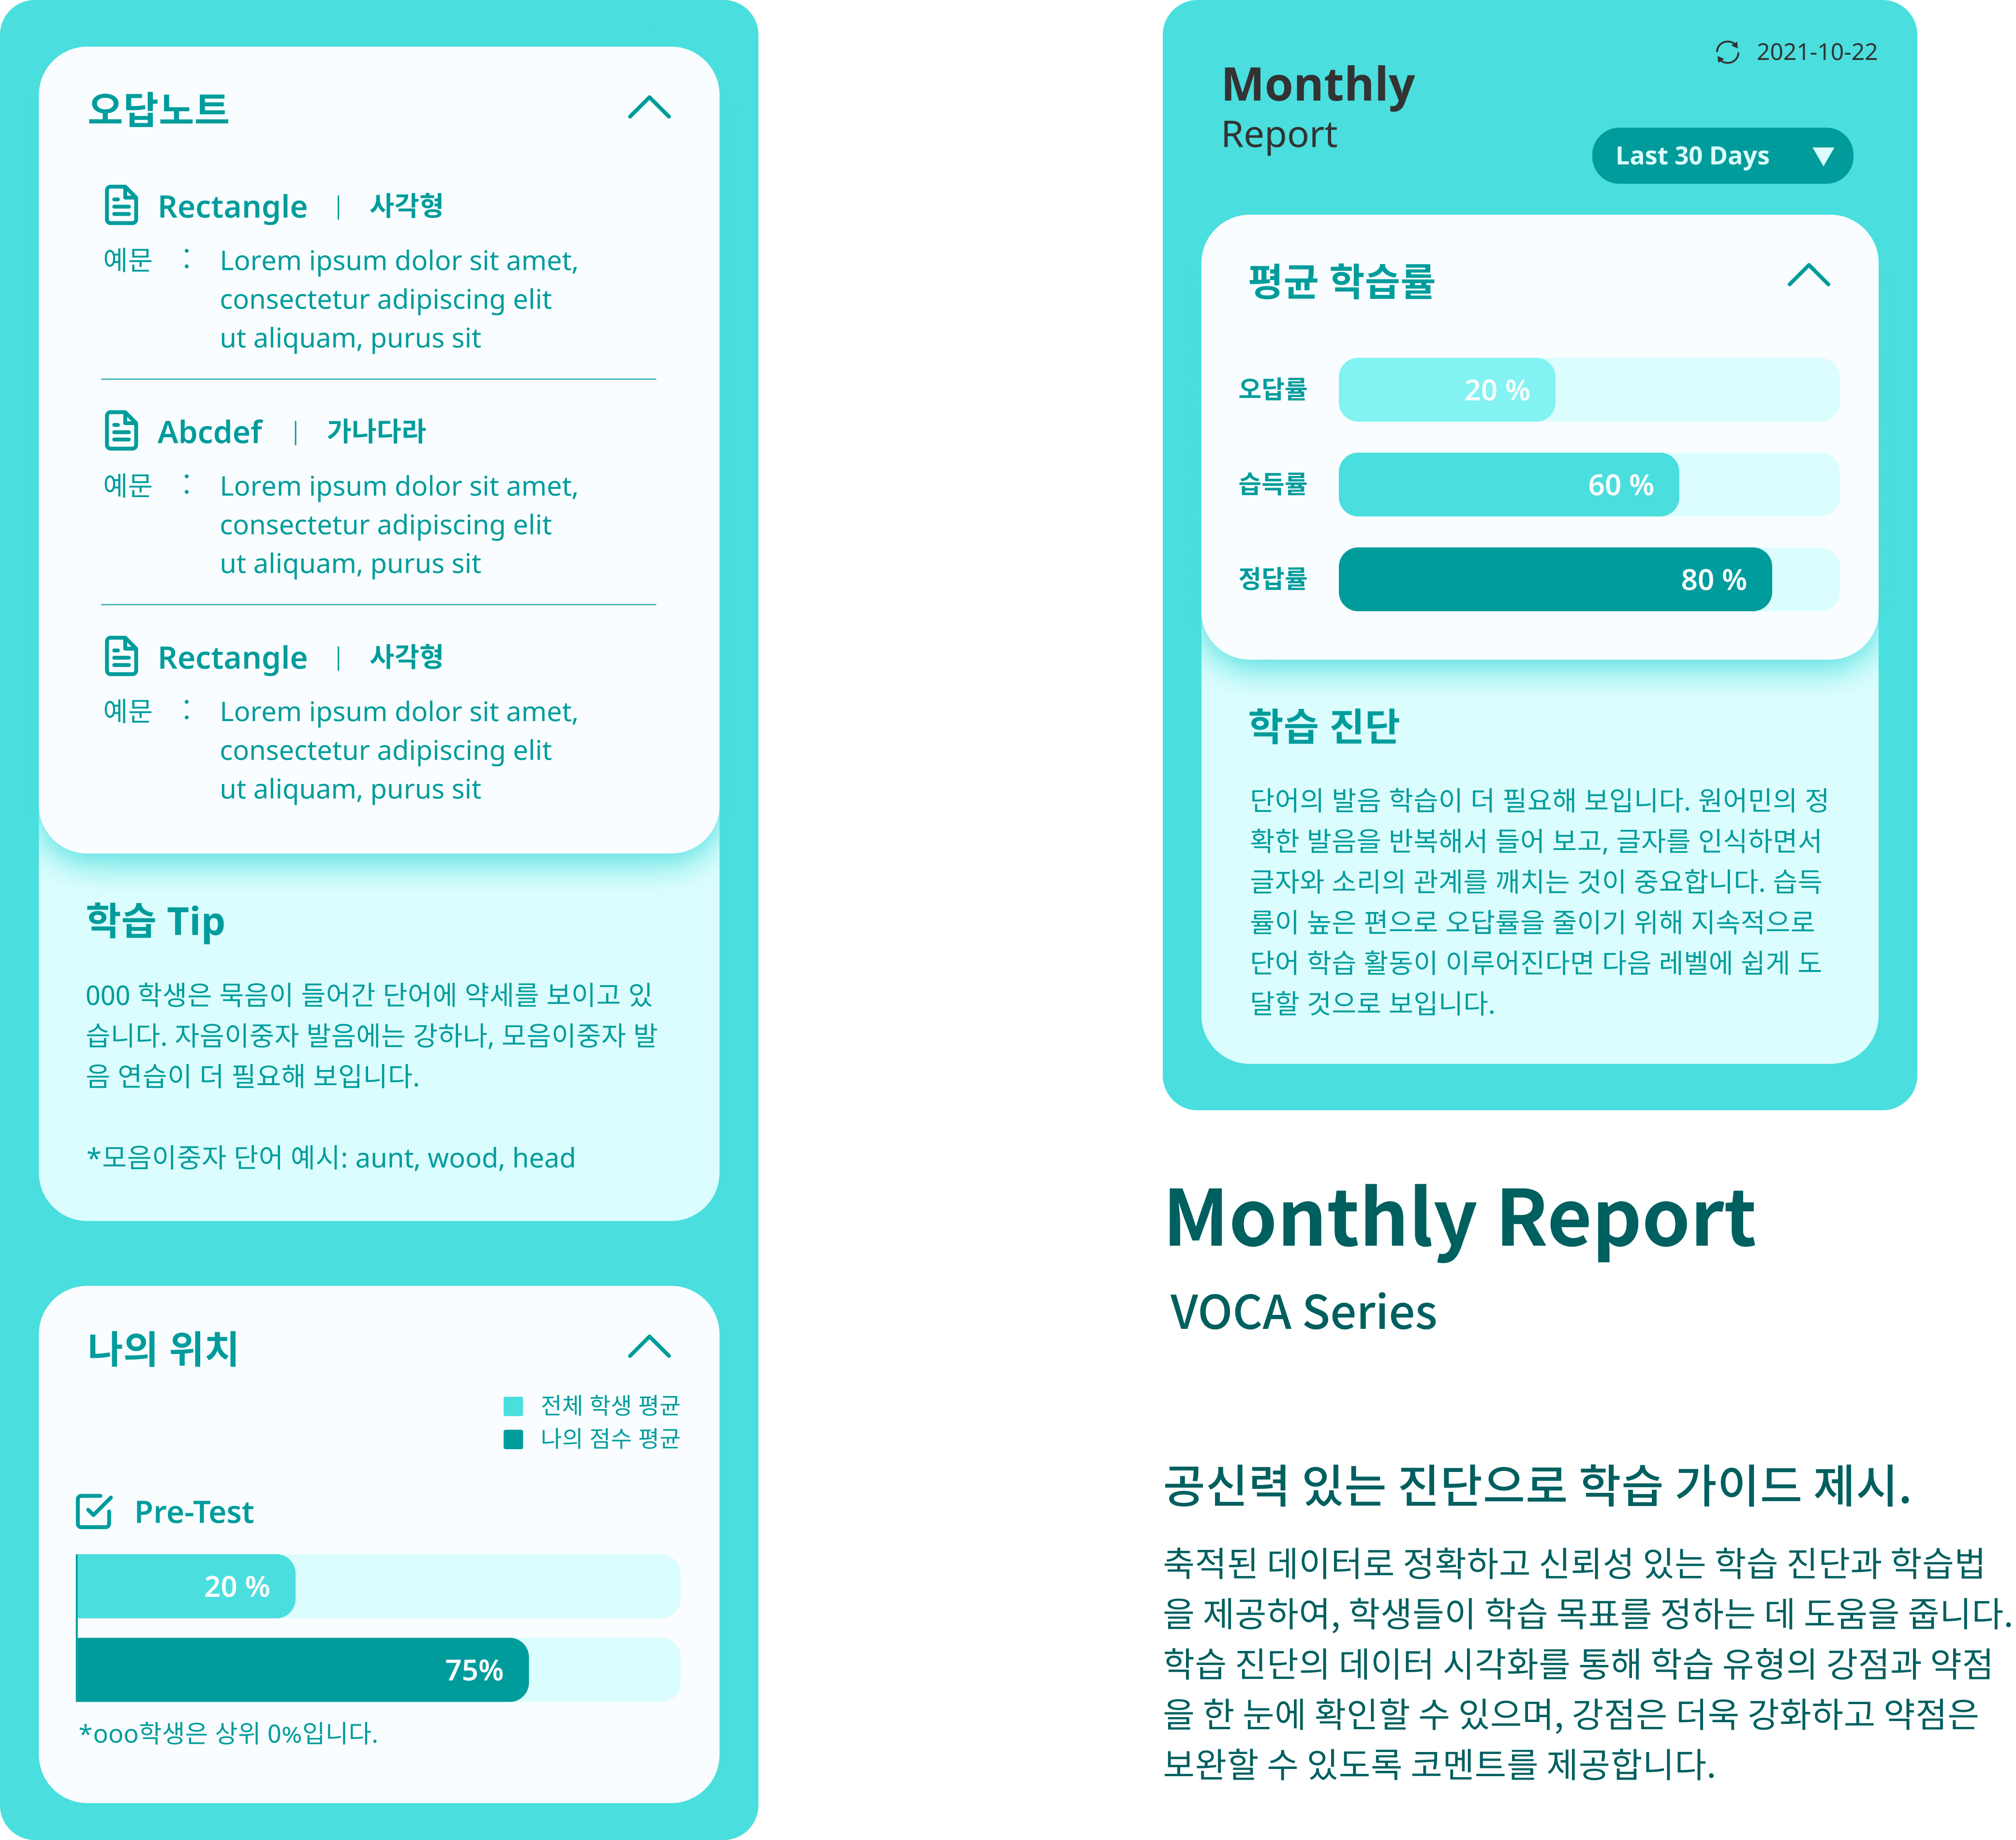 오답노트
Rectangle | 사각형
예문 : Lorem ipsum dolor sit amet,
consectetur adipiscing elit
ut aliquam, purus sit
Abcdef | 가나다라
예문 : Lorem ipsum dolor sit amet,
consectetur adipiscing elit
ut aliquam, purus sit
Rectangle | 사각형
예문 : Lorem ipsum dolor sit amet,
consectetur adipiscing elit
ut aliquam, purus sit
학습 Tip
000 학생은 묵음이 들어간 단어에 약세를 보이고 있
습니다. 자음이중자 발음에는 강하나, 모음이중자 발
음 연습이 더 필요해 보입니다.
*모음이중자 단어 예시: aunt, wood, head
나의 위치
전체 학생 평균
나의 점수 평균
Pre-Test
20 %
75%
*ooo학생은 상위 0%입니다.
2021-10-22
Monthly
Report
Last 30 Days
평균 학습률
오답률 20 %
습득률 60 %
정답률 80 %
학습 진단
단어의 발음 학습이 더 필요해 보입니다. 원어민의 정
확한 발음을 반복해서 들어 보고, 글자를 인식하면서
글자와 소리의 관계를 깨치는 것이 중요합니다. 습득
률이 높은 편으로 오답률을 줄이기 위해 지속적으로
단어 학습 활동이 이루어진다면 다음 레벨에 쉽게 도
달할 것으로 보입니다.
Monthly Report
VOCA Series
공신력 있는 진단으로 학습 가이드 제시.
축적된 데이터로 정확하고 신뢰성 있는 학습 진단과 학습법
을 제공하여, 학생들이 학습 목표를 정하는 데 도움을 줍니다.
학습 진단의 데이터 시각화를 통해 학습 유형의 강점과 약점
을 한 눈에 확인할 수 있으며, 강점은 더욱 강화하고 약점은
보완할 수 있도록 코멘트를 제공합니다.